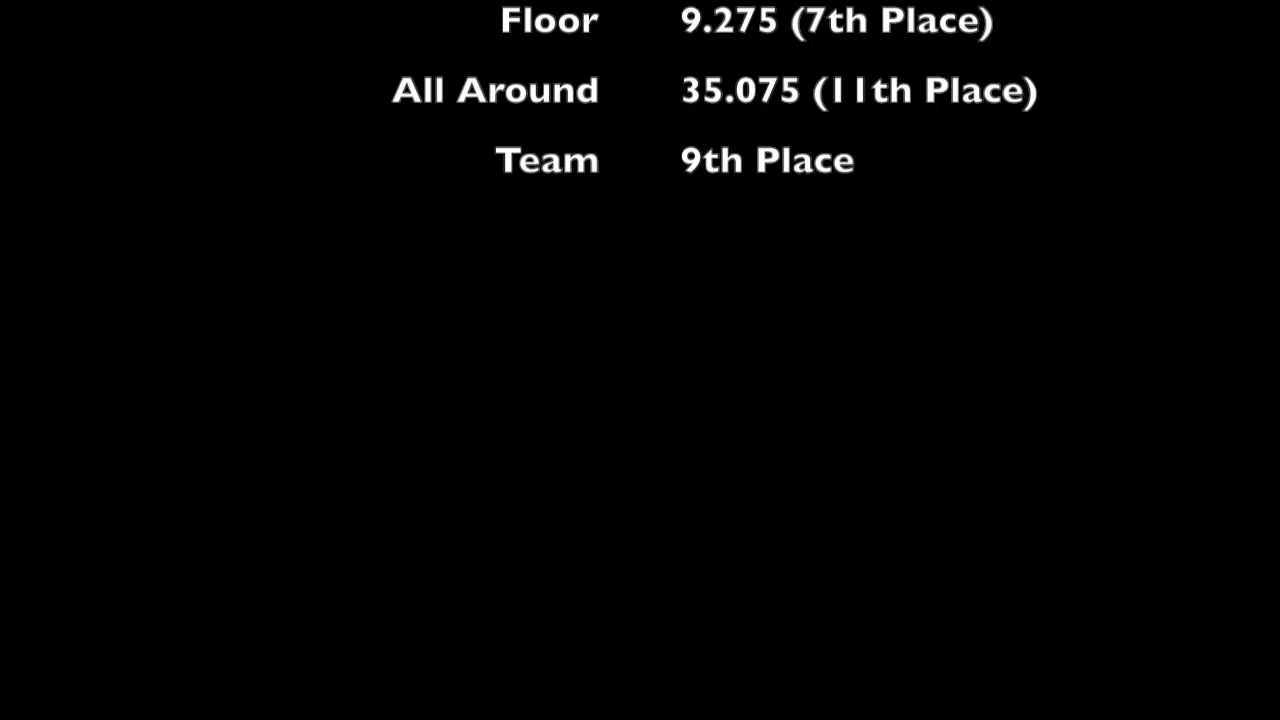 Floor 9.275 (7th Place)
All Around 35.075 (11th Place)
Team 9th Place